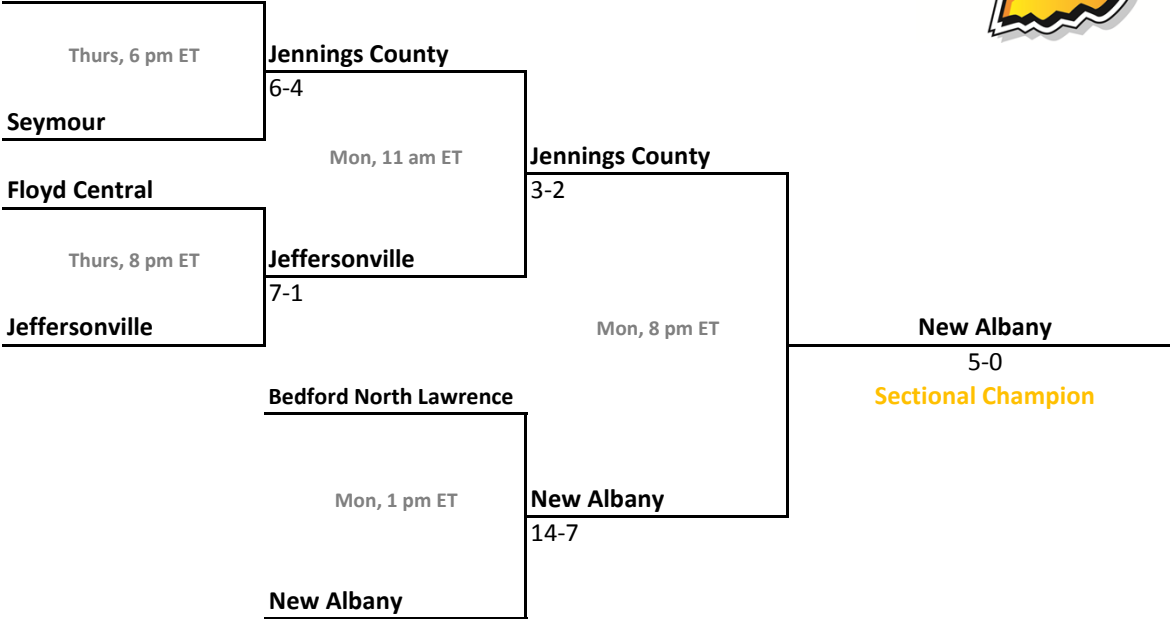 Thurs, 6 pm ET
Jennings County
6-4
Seymour
Mon, 11 am ET
Jennings County
Floyd Central
3-2
Thurs, 8 pm ET
Jeffersonville
7-1
Jeffersonville
Mon, 8 pm ET
New Albany
5-0
Bedford North Lawrence
Sectional Champion
Mon, 1 pm ET
New Albany
14-7
New Albany